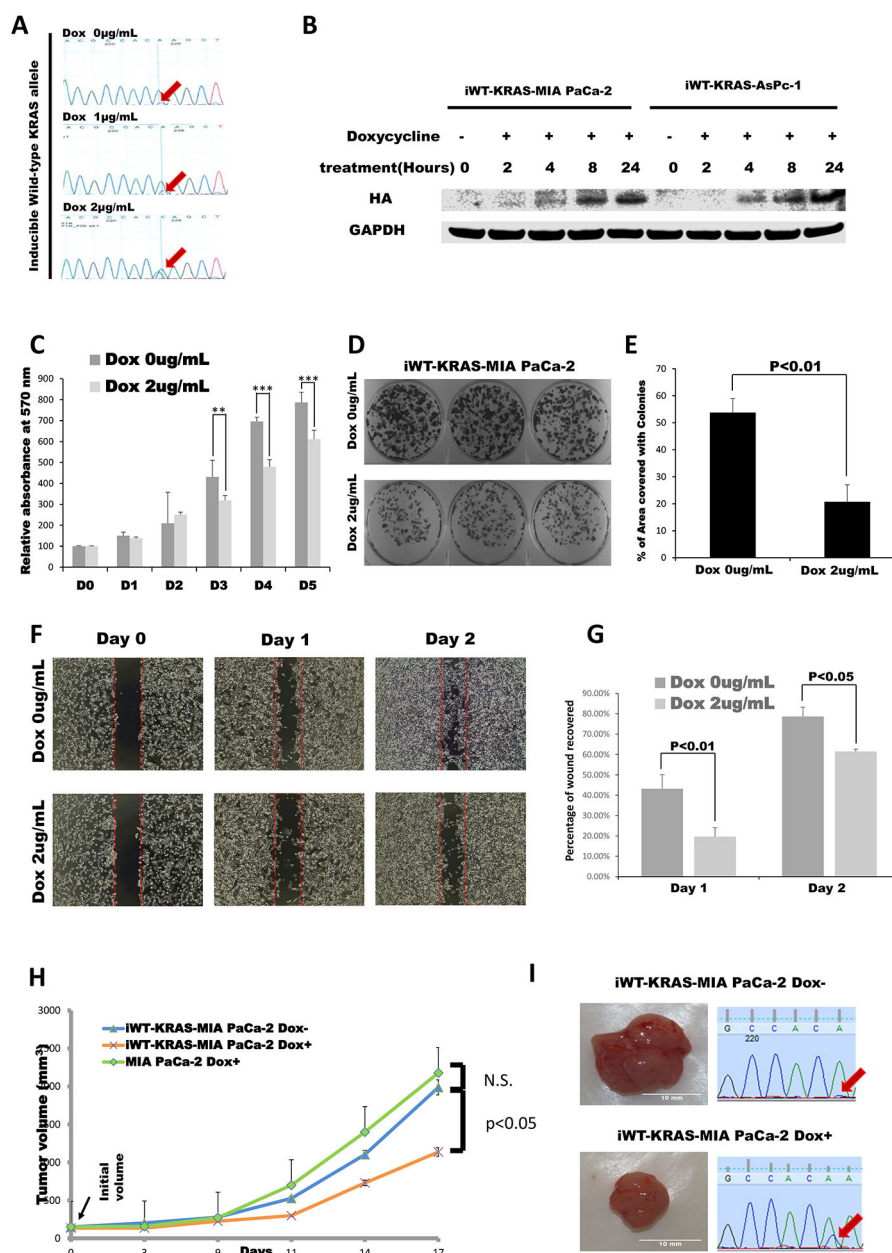 A
Inducible Wild-type KRAS allele
Dox 0µg/mL
A C G C C A C A A G C T
220
Dox 1µg/mL
A C G C C A C A A G C T
220
Dox 2µg/mL
A C G C C A C A A G C T
220
B
iWT-KRAS-MIA PaCa-2 iWT-KRAS-AsPc-1
Doxycycline - + + + + - + + + +
treatment(Hours) 0 2 4 8 24 0 2 4 8 24
HA
GAPDH
C
Dox 0ug/mL
Dox 2ug/mL
Relative absorbance at 570 nm
900
800
700
600
500
400
300
200
100
0
** *** ***
D0 D1 D2 D3 D4 D5
D
iWT-KRAS-MIA PaCa-2
Dox 0ug/mL
Dox 2ug/mL
E
P<0.01
% of Area covered with Colonies
70
60
50
40
30
20
10
0
Dox 0ug/mL Dox 2ug/mL
F
Day 0 Day 1 Day 2
Dox 0ug/mL
Dox 2ug/mL
G
Dox 0ug/mL
Dox 2ug/mL
P<0.01
P<0.05
Percentage of wound recovered
90.00%
80.00%
70.00%
60.00%
50.00%
40.00%
30.00%
20.00%
10.00%
0.00%
Day 1 Day 2
H
iWT-KRAS-MIA PaCa-2 Dox-
iWT-KRAS-MIA PaCa-2 Dox+
MIA PaCa-2 Dox+
Tumor volume (mm³)
3000
Initial
volume
N.S.
p<0.05
0 3 9 11 14 17
Days
I
iWT-KRAS-MIA PaCa-2 Dox-
10 mm
G C C A C A
220
iWT-KRAS-MIA PaCa-2 Dox+
10 mm
G C C A C A A